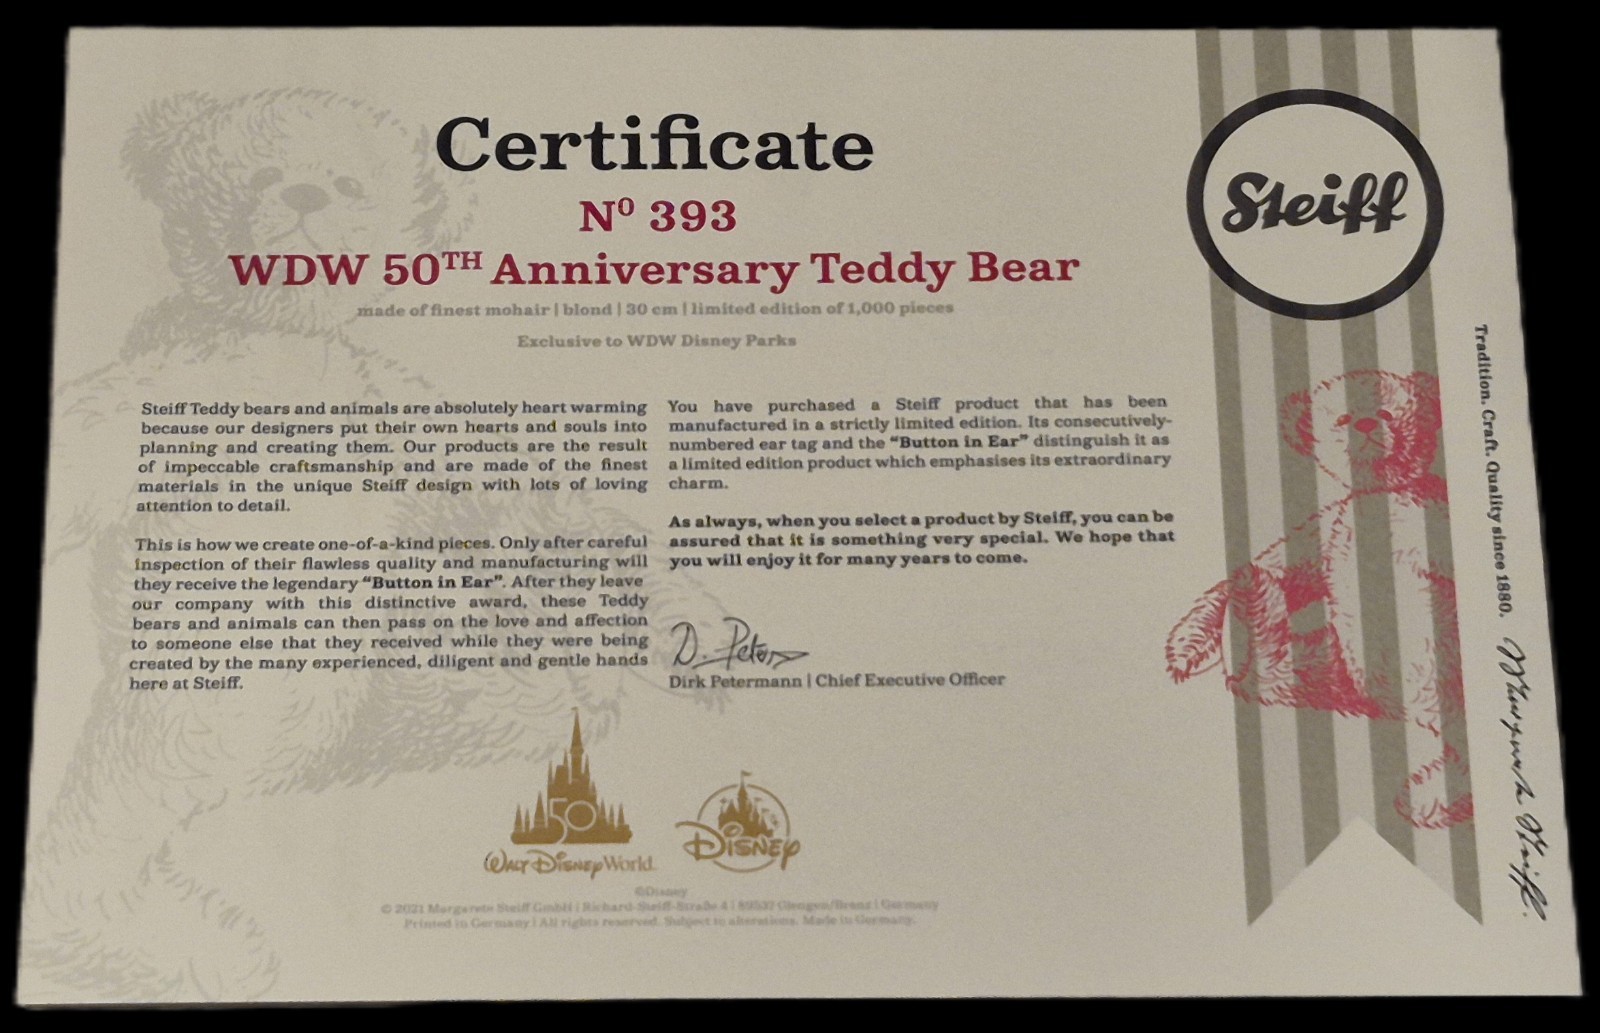 Certificate
Nº 393
WDW 50TH Anniversary Teddy Bear
made of finest mohair | blond | 30 cm | limited edition of 1,000 pieces
Exclusive to WDW Disney Parks
Steiff Teddy bears and animals are absolutely heart warming
because our designers put their own hearts and souls into
planning and creating them. Our products are the result
of impeccable craftsmanship and are made of the finest
materials in the unique Steiff design with lots of loving
attention to detail.
This is how we create one-of-a-kind pieces. Only after careful
inspection of their flawless quality and manufacturing will
they receive the legendary “Button in Ear”. After they leave
our company with this distinctive award, these Teddy
bears and animals can then pass on the love and affection
to someone else that they received while they were being
created by the many experienced, diligent and gentle hands
here at Steiff.
You have purchased a Steiff product that has been
manufactured in a strictly limited edition. Its consecutively-
numbered ear tag and the “Button in Ear” distinguish it as
a limited edition product which emphasises its extraordinary
charm.
As always, when you select a product by Steiff, you can be
assured that it is something very special. We hope that
you will enjoy it for many years to come.
D. Peterm
Dirk Petermann | Chief Executive Officer
50
Walt Disney World
Disney
©Disney
© 2021 Margarete Steiff GmbH | Richard-Steiff-Straße 4 | 89537 Giengen/Brenz | Germany
Printed in Germany | All rights reserved. Subject to alterations. Made in Germany.
Steiff
Tradition. Craft. Quality since 1880.
Margarete Steiff.